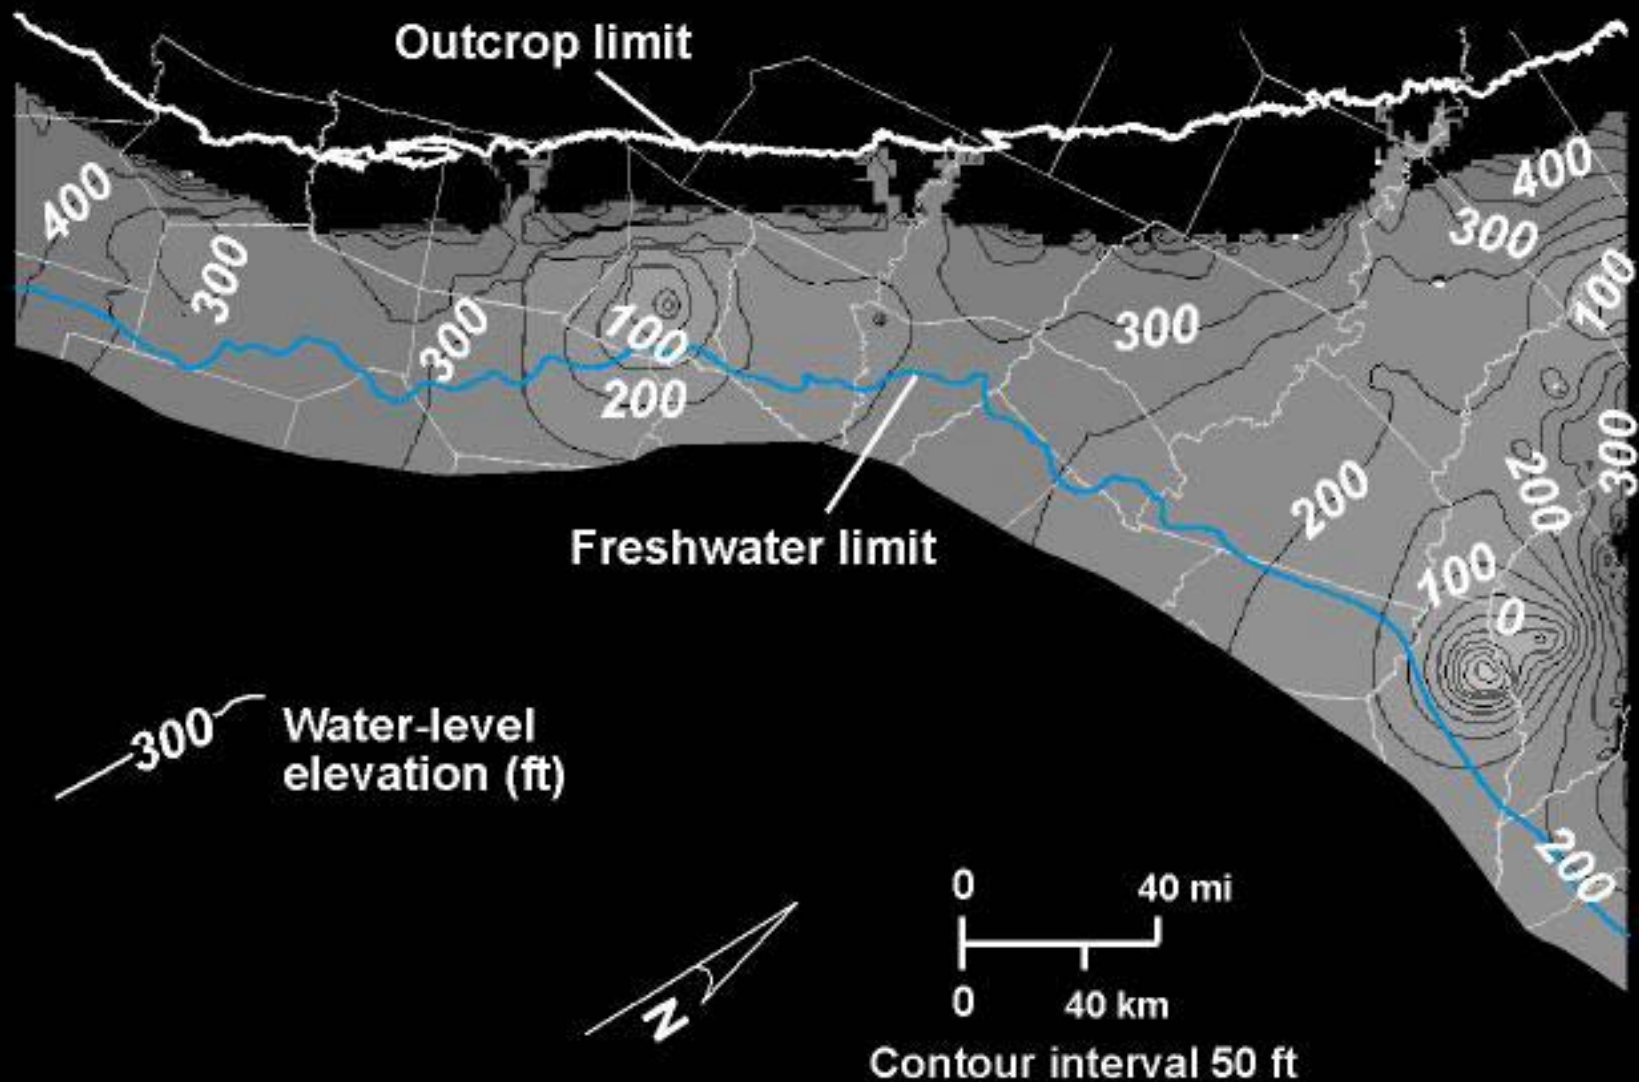 Outcrop limit
400
400
300
300
100
300
300
100
200
300
200
200
Freshwater limit
100
0
300
Water-level
elevation (ft)
200
0
40 mi
0
40 km
N
Contour interval 50 ft